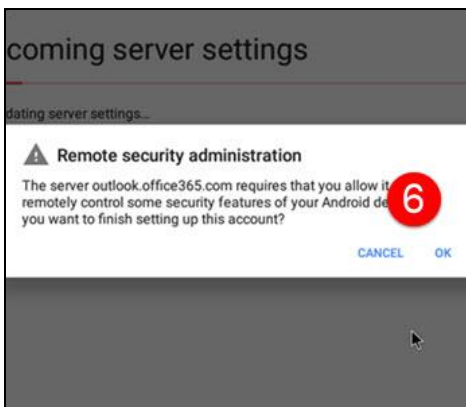 coming server settings
dating server settings...
Remote security administration
The server outlook.office365.com requires that you allow it
remotely control some security features of your Android de
you want to finish setting up this account?
6
CANCEL OK